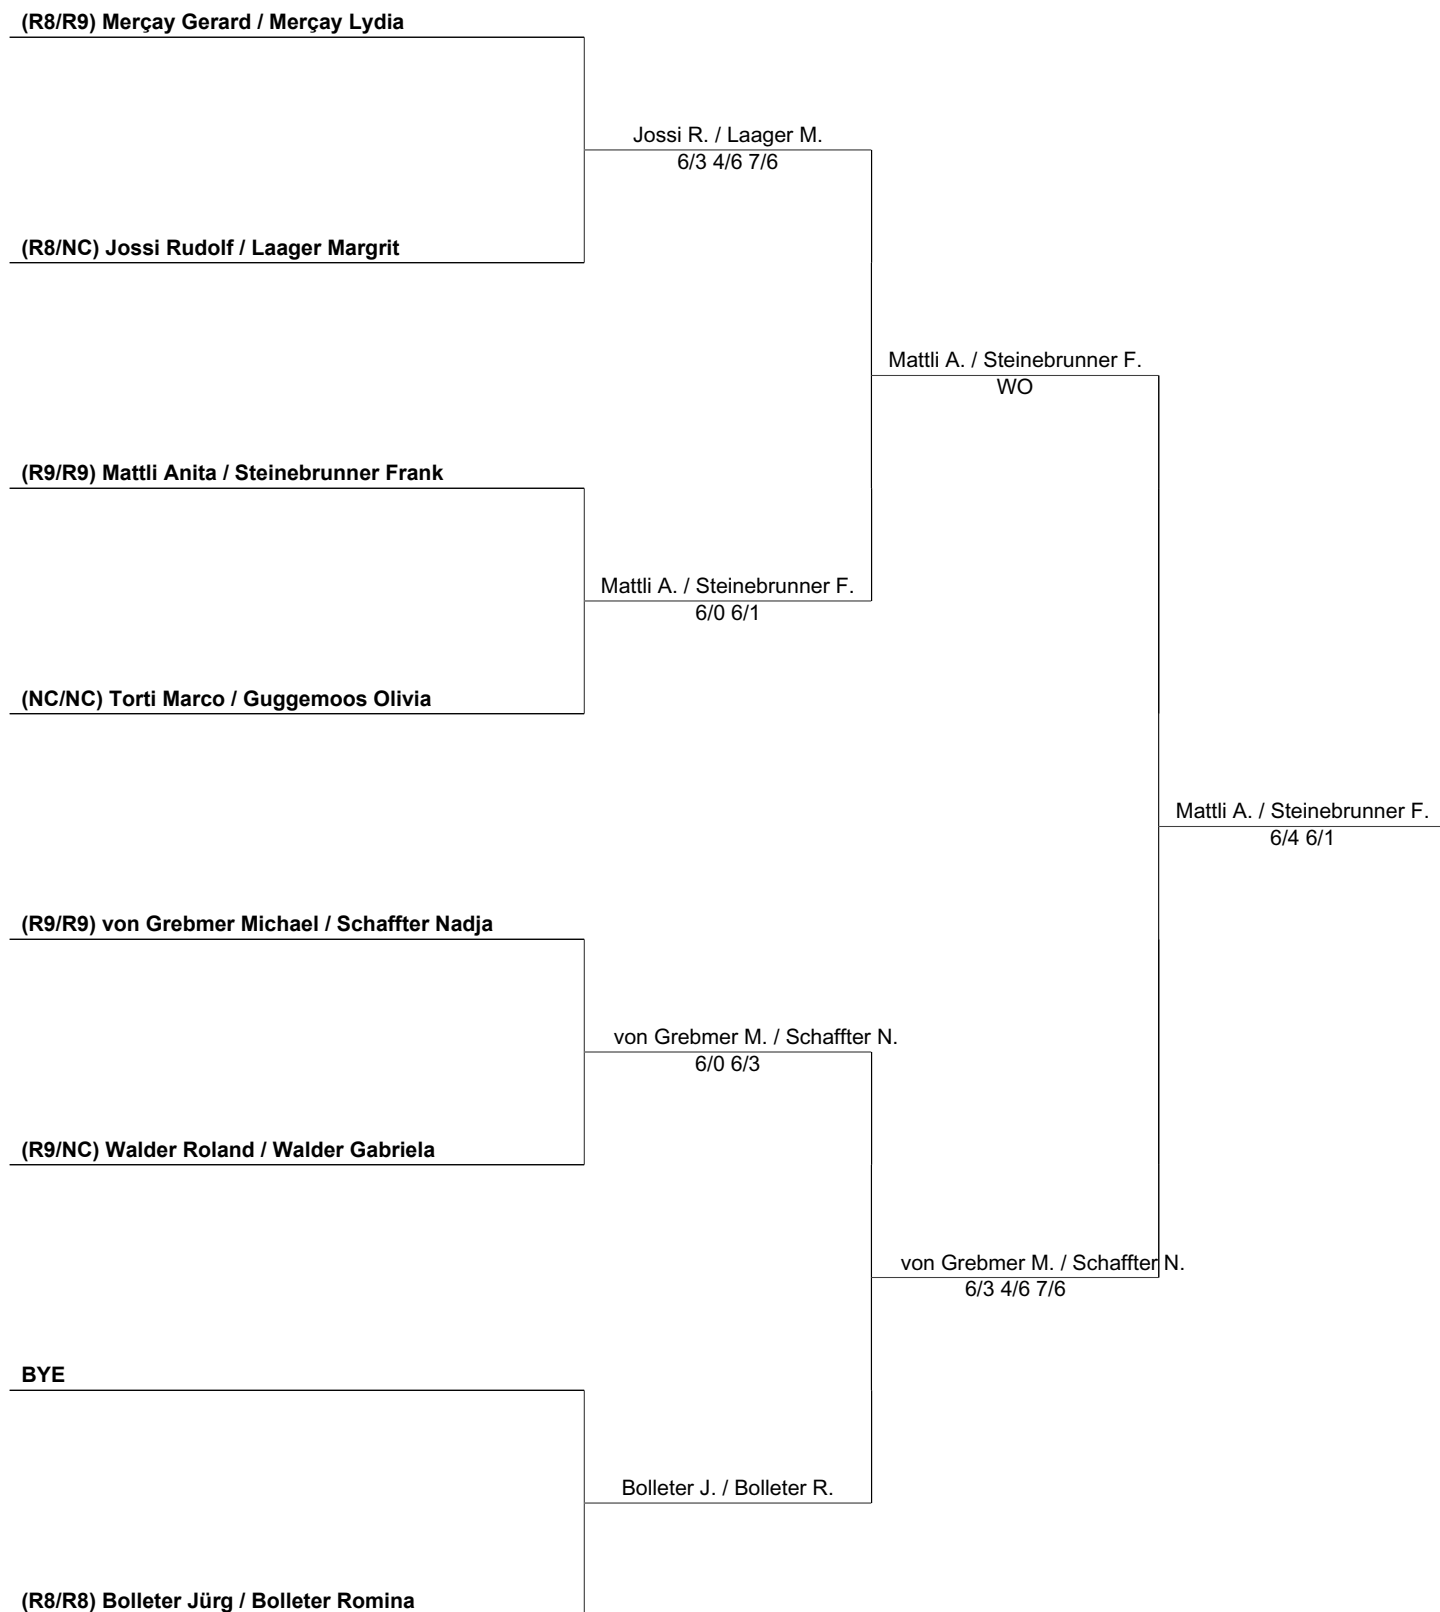 (R8/R9) Merçay Gerard / Merçay Lydia
Jossi R. / Laager M.
6/3 4/6 7/6
(R8/NC) Jossi Rudolf / Laager Margrit
Mattli A. / Steinebrunner F.
WO
(R9/R9) Mattli Anita / Steinebrunner Frank
Mattli A. / Steinebrunner F.
6/0 6/1
(NC/NC) Torti Marco / Guggemoos Olivia
Mattli A. / Steinebrunner F.
6/4 6/1
(R9/R9) von Grebmer Michael / Schaffter Nadja
von Grebmer M. / Schaffter N.
6/0 6/3
(R9/NC) Walder Roland / Walder Gabriela
von Grebmer M. / Schaffter N.
6/3 4/6 7/6
BYE
Bolleter J. / Bolleter R.
(R8/R8) Bolleter Jürg / Bolleter Romina